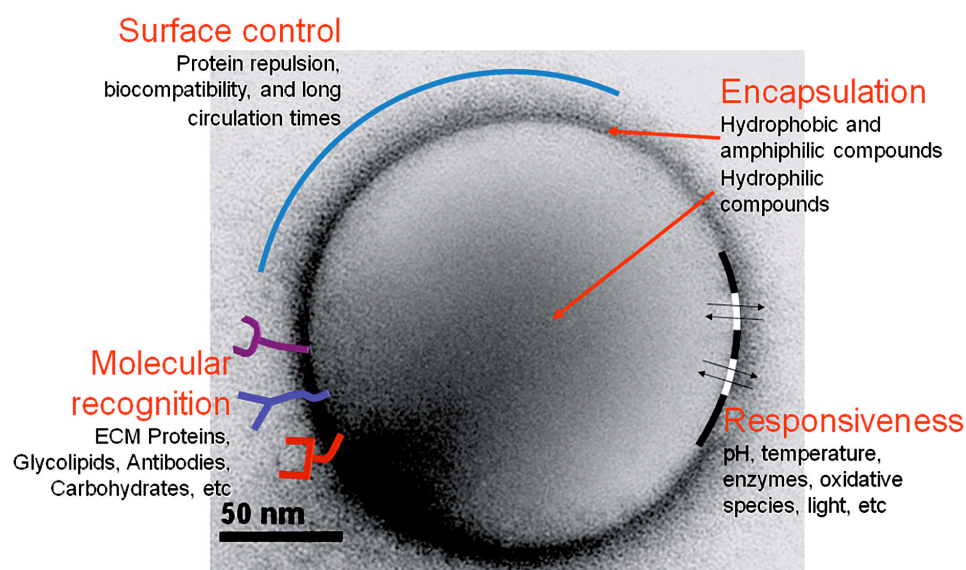 Surface control
Protein repulsion,
biocompatibility, and long
circulation times
Encapsulation
Hydrophobic and
amphiphilic compounds
Hydrophilic
compounds
Molecular
recognition
ECM Proteins,
Glycolipids, Antibodies,
Carbohydrates, etc
Responsiveness
pH, temperature,
enzymes, oxidative
species, light, etc
50 nm